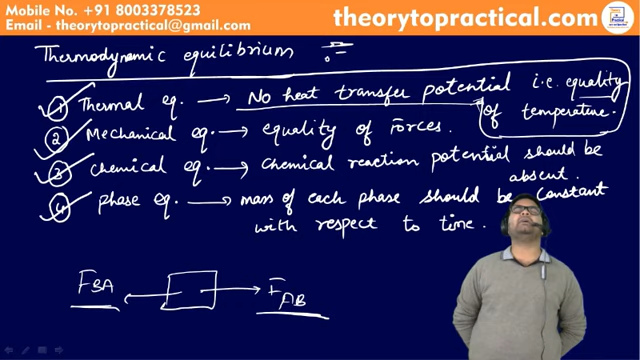 Mobile No. +91 8003378523
Email - theorytopractical@gmail.com
theorytopractical.com
Thermodynamic equilibrium :-
① Thermal eq. → No heat transfer potential i.e. equality of temperature.
② Mechanical eq. → equality of Forces.
③ Chemical eq. → Chemical reaction potential should be absent.
④ phase eq. → mass of each phase should be constant
with respect to time.
FBA
FAB